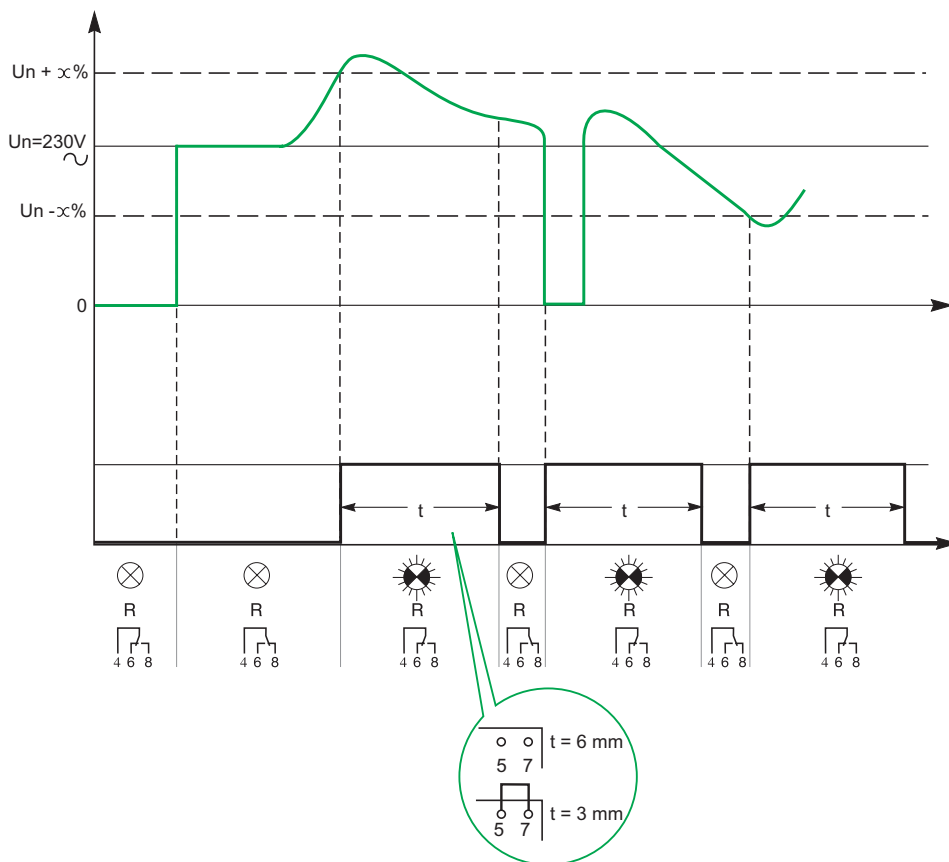 Un + x%
Un=230V
Un -x%
0
t t t
R R R R R R
4 6 8 4 6 8 4 6 8 4 6 8 4 6 8 4 6 8 4 6 8
t = 6 mm
5 7
t = 3 mm
5 7